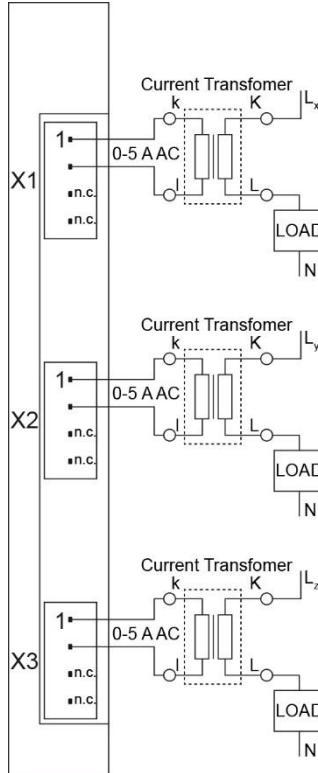 Current Transfomer
k K Lx
1
0-5 A AC
X1
n.c. l L
n.c.
LOAD
N
Current Transfomer
k K Ly
1
0-5 A AC
X2
n.c. l L
n.c.
LOAD
N
Current Transfomer
k K Lz
1
0-5 A AC
X3
n.c. l L
n.c.
LOAD
N